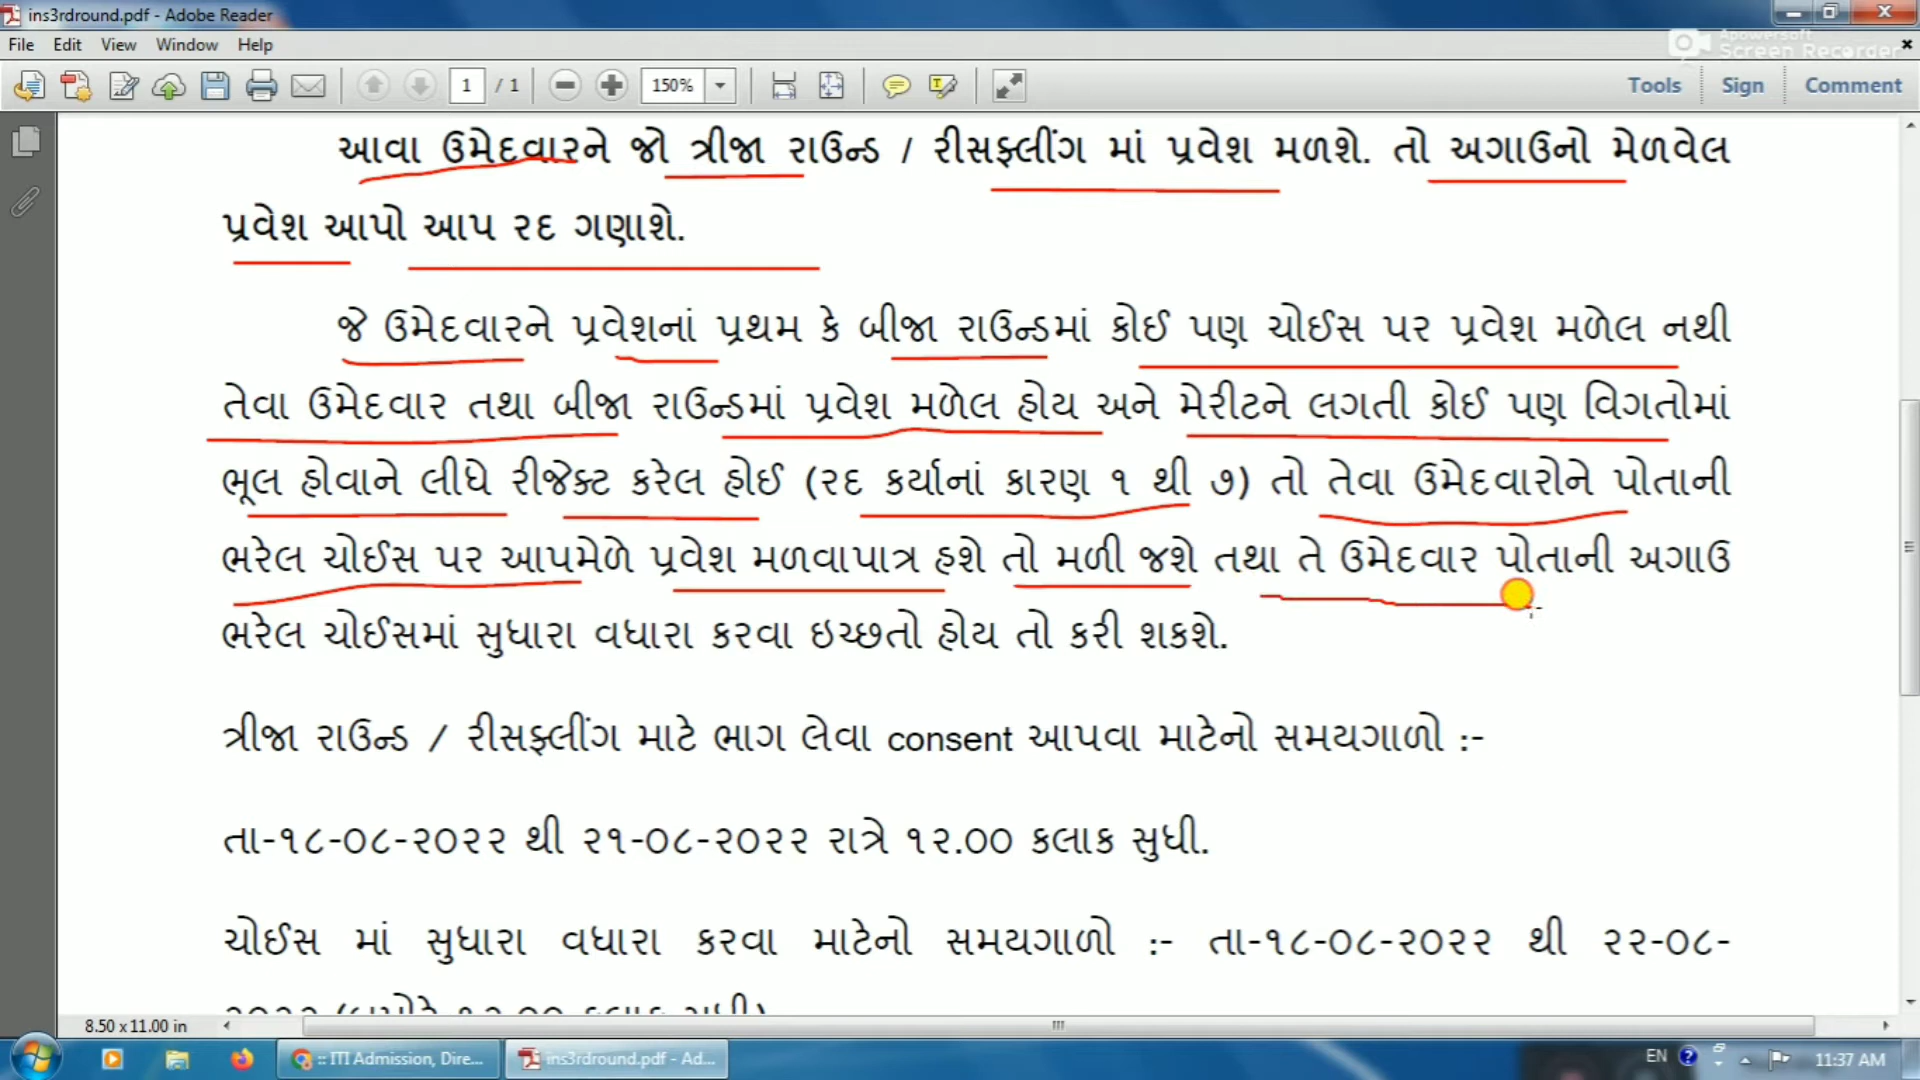 ins3rdround.pdf - Adobe Reader
Apowersoft
Screen Recorder
File Edit View Window Help
1 / 1 150% Tools Sign Comment
આવા ઉમેદવારને જો ત્રીજા રાઉન્ડ / રીસફ્લીંગ માં પ્રવેશ મળશે. તો અગાઉનો મેળવેલ
પ્રવેશ આપો આપ રદ ગણાશે.
જે ઉમેદવારને પ્રવેશનાં પ્રથમ કે બીજા રાઉન્ડમાં કોઈ પણ ચોઈસ પર પ્રવેશ મળેલ નથી
તેવા ઉમેદવાર તથા બીજા રાઉન્ડમાં પ્રવેશ મળેલ હોય અને મેરીટને લગતી કોઈ પણ વિગતોમાં
ભૂલ હોવાને લીધે રીજેક્ટ કરેલ હોઈ (રદ કર્યાનાં કારણ ૧ થી ૭) તો તેવા ઉમેદવારોને પોતાની
ભરેલ ચોઈસ પર આપમેળે પ્રવેશ મળવાપાત્ર હશે તો મળી જશે તથા તે ઉમેદવાર પોતાની અગાઉ
ભરેલ ચોઈસમાં સુધારા વધારા કરવા ઇચ્છતો હોય તો કરી શકશે.
ત્રીજા રાઉન્ડ / રીસફ્લીંગ માટે ભાગ લેવા consent આપવા માટેનો સમયગાળો :-
તા-૧૮-૦૮-૨૦૨૨ થી ૨૧-૦૮-૨૦૨૨ રાત્રે ૧૨.૦૦ કલાક સુધી.
ચોઈસ માં સુધારા વધારા કરવા માટેનો સમયગાળો :- તા-૧૮-૦૮-૨૦૨૨ થી ૨૨-૦૮-
8.50 x 11.00 in
:: ITI Admission, Dire... ins3rdround.pdf - Ad... EN 11:37 AM